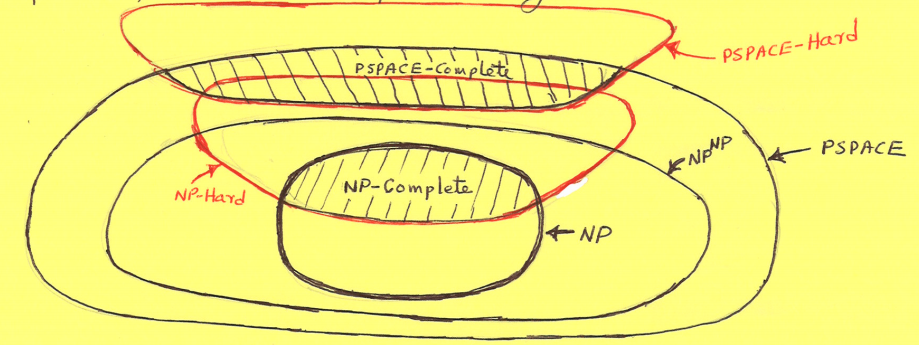 PSPACE-Hard
PSPACE-Complete
NP^NP
PSPACE
NP-Hard
NP-Complete
NP